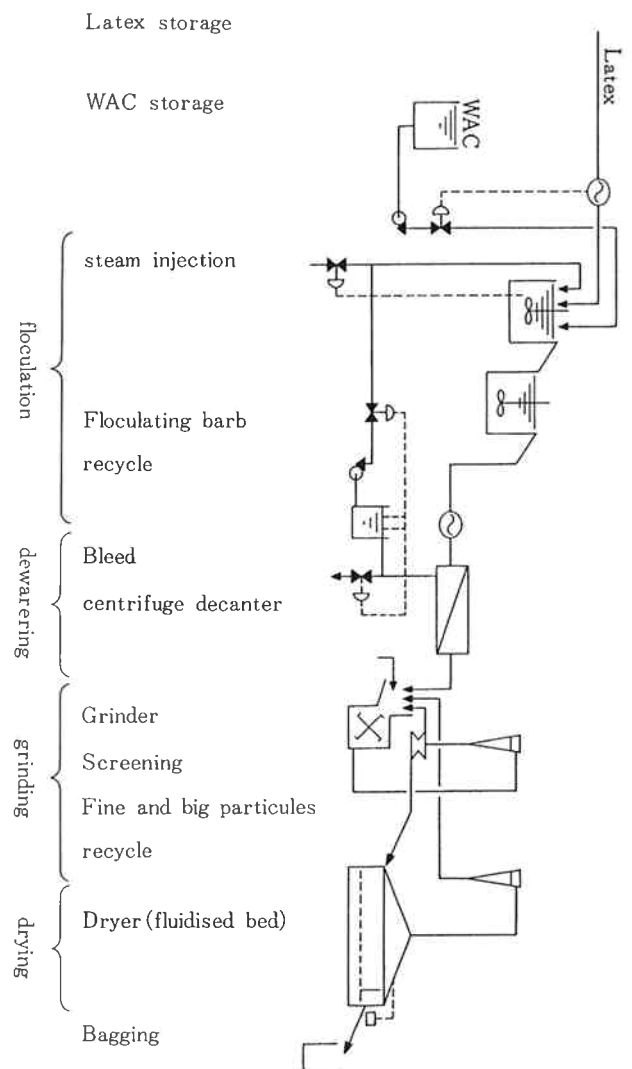 Latex storage
WAC storage
steam injection
Floculating barb
recycle
Bleed
centrifuge decanter
Grinder
Screening
Fine and big particules
recycle
Dryer (fluidised bed)
Bagging
floculation
dewarering
grinding
drying
WAC
Latex